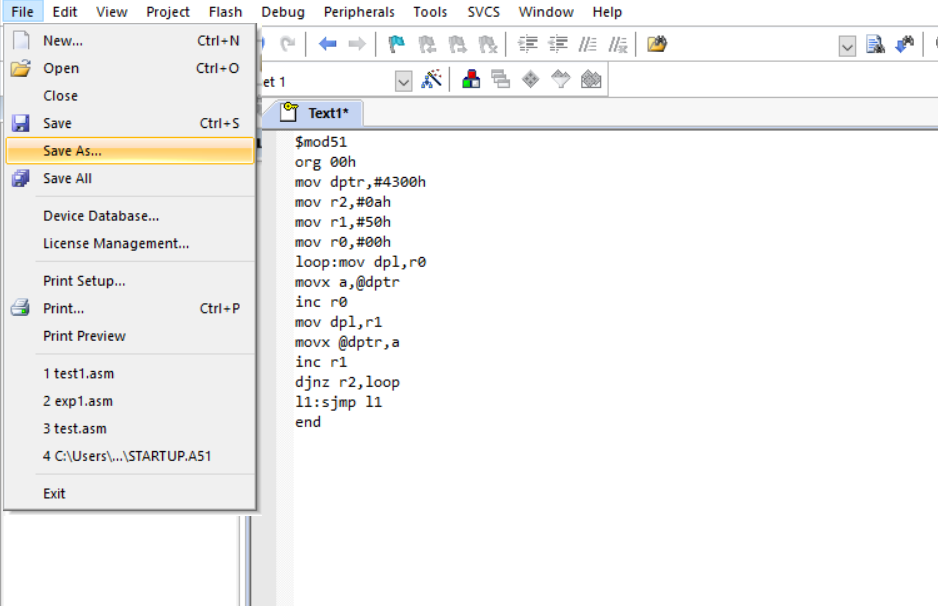 File Edit View Project Flash Debug Peripherals Tools SVCS Window Help
New... Ctrl+N
Open Ctrl+O
Close
Save Ctrl+S
Save As...
Save All
Device Database...
License Management...
Print Setup...
Print... Ctrl+P
Print Preview
1 test1.asm
2 exp1.asm
3 test.asm
4 C:\Users\...\STARTUP.A51
Exit
et 1
Text1*
$mod51
org 00h
mov dptr,#4300h
mov r2,#0ah
mov r1,#50h
mov r0,#00h
loop:mov dpl,r0
movx a,@dptr
inc r0
mov dpl,r1
movx @dptr,a
inc r1
djnz r2,loop
l1:sjmp l1
end